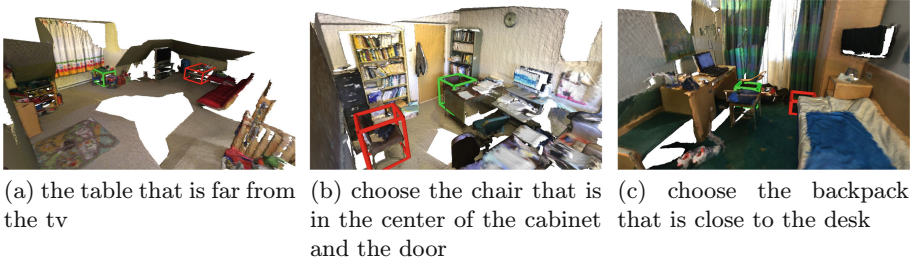 (a) the table that is far from
the tv
(b) choose the chair that is
in the center of the cabinet
and the door
(c) choose the backpack
that is close to the desk